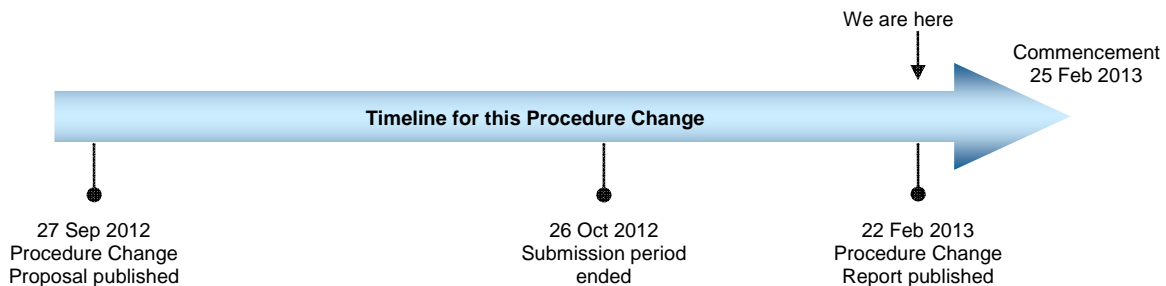 We are here
Commencement
25 Feb 2013
Timeline for this Procedure Change
27 Sep 2012
Procedure Change
Proposal published
26 Oct 2012
Submission period
ended
22 Feb 2013
Procedure Change
Report published